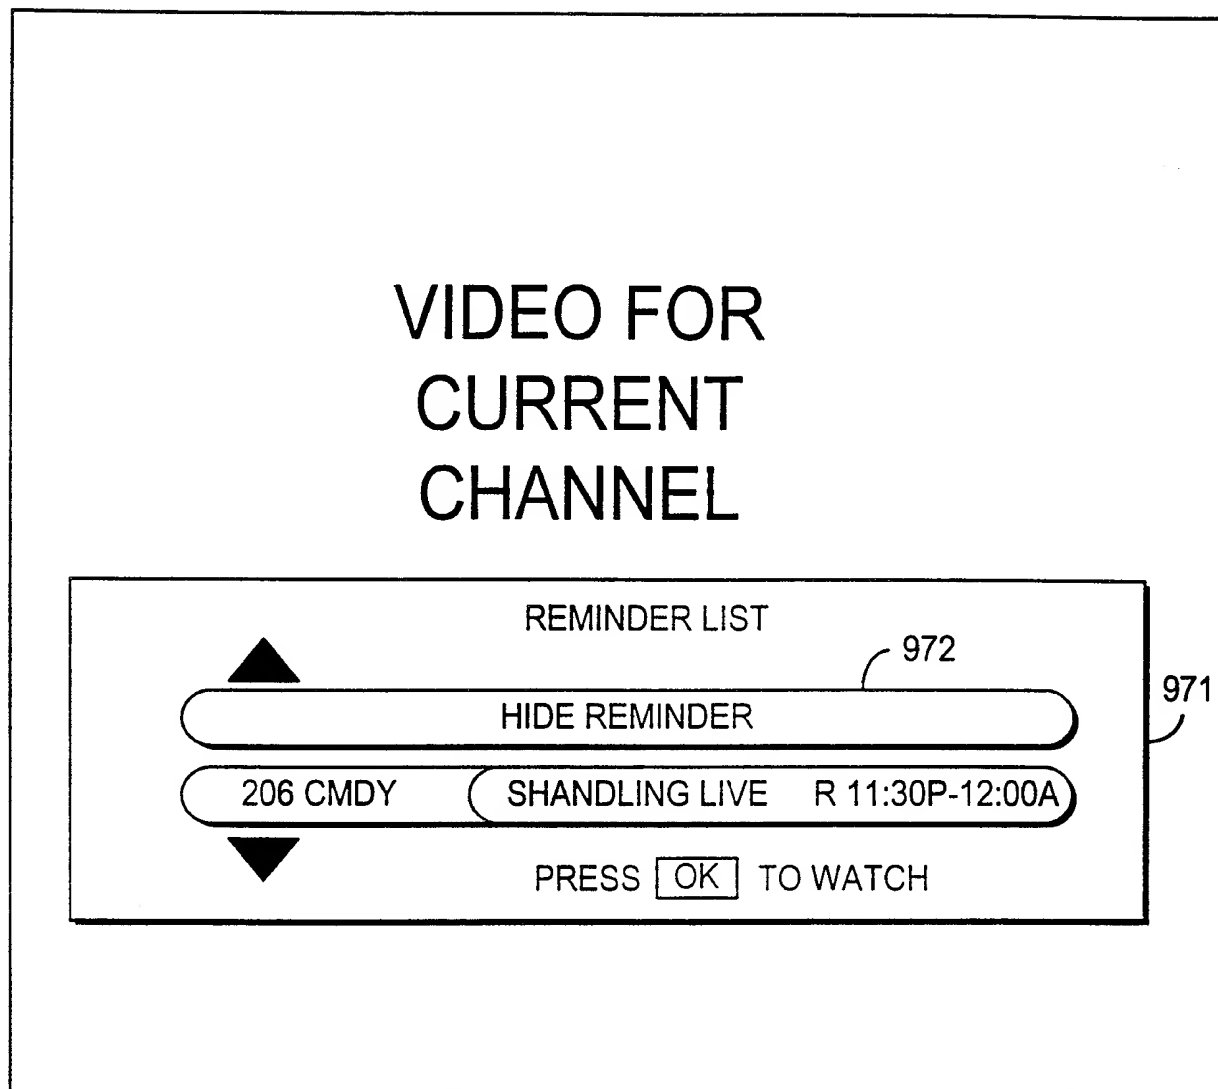 VIDEO FOR
CURRENT
CHANNEL
REMINDER LIST
972
971
HIDE REMINDER
206 CMDY SHANDLING LIVE R 11:30P-12:00A
PRESS OK TO WATCH